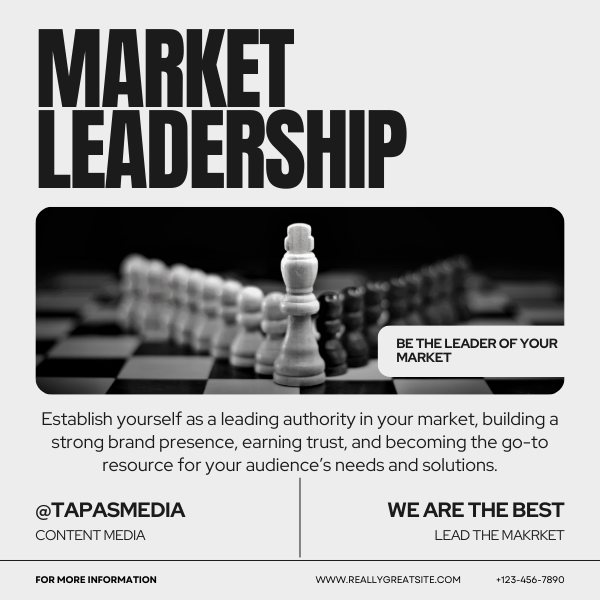 MARKET
LEADERSHIP
BE THE LEADER OF YOUR
MARKET
Establish yourself as a leading authority in your market, building a
strong brand presence, earning trust, and becoming the go-to
resource for your audience’s needs and solutions.
@TAPASMEDIA
CONTENT MEDIA
WE ARE THE BEST
LEAD THE MAKRKET
FOR MORE INFORMATION
WWW.REALLYGREATSITE.COM
+123-456-7890